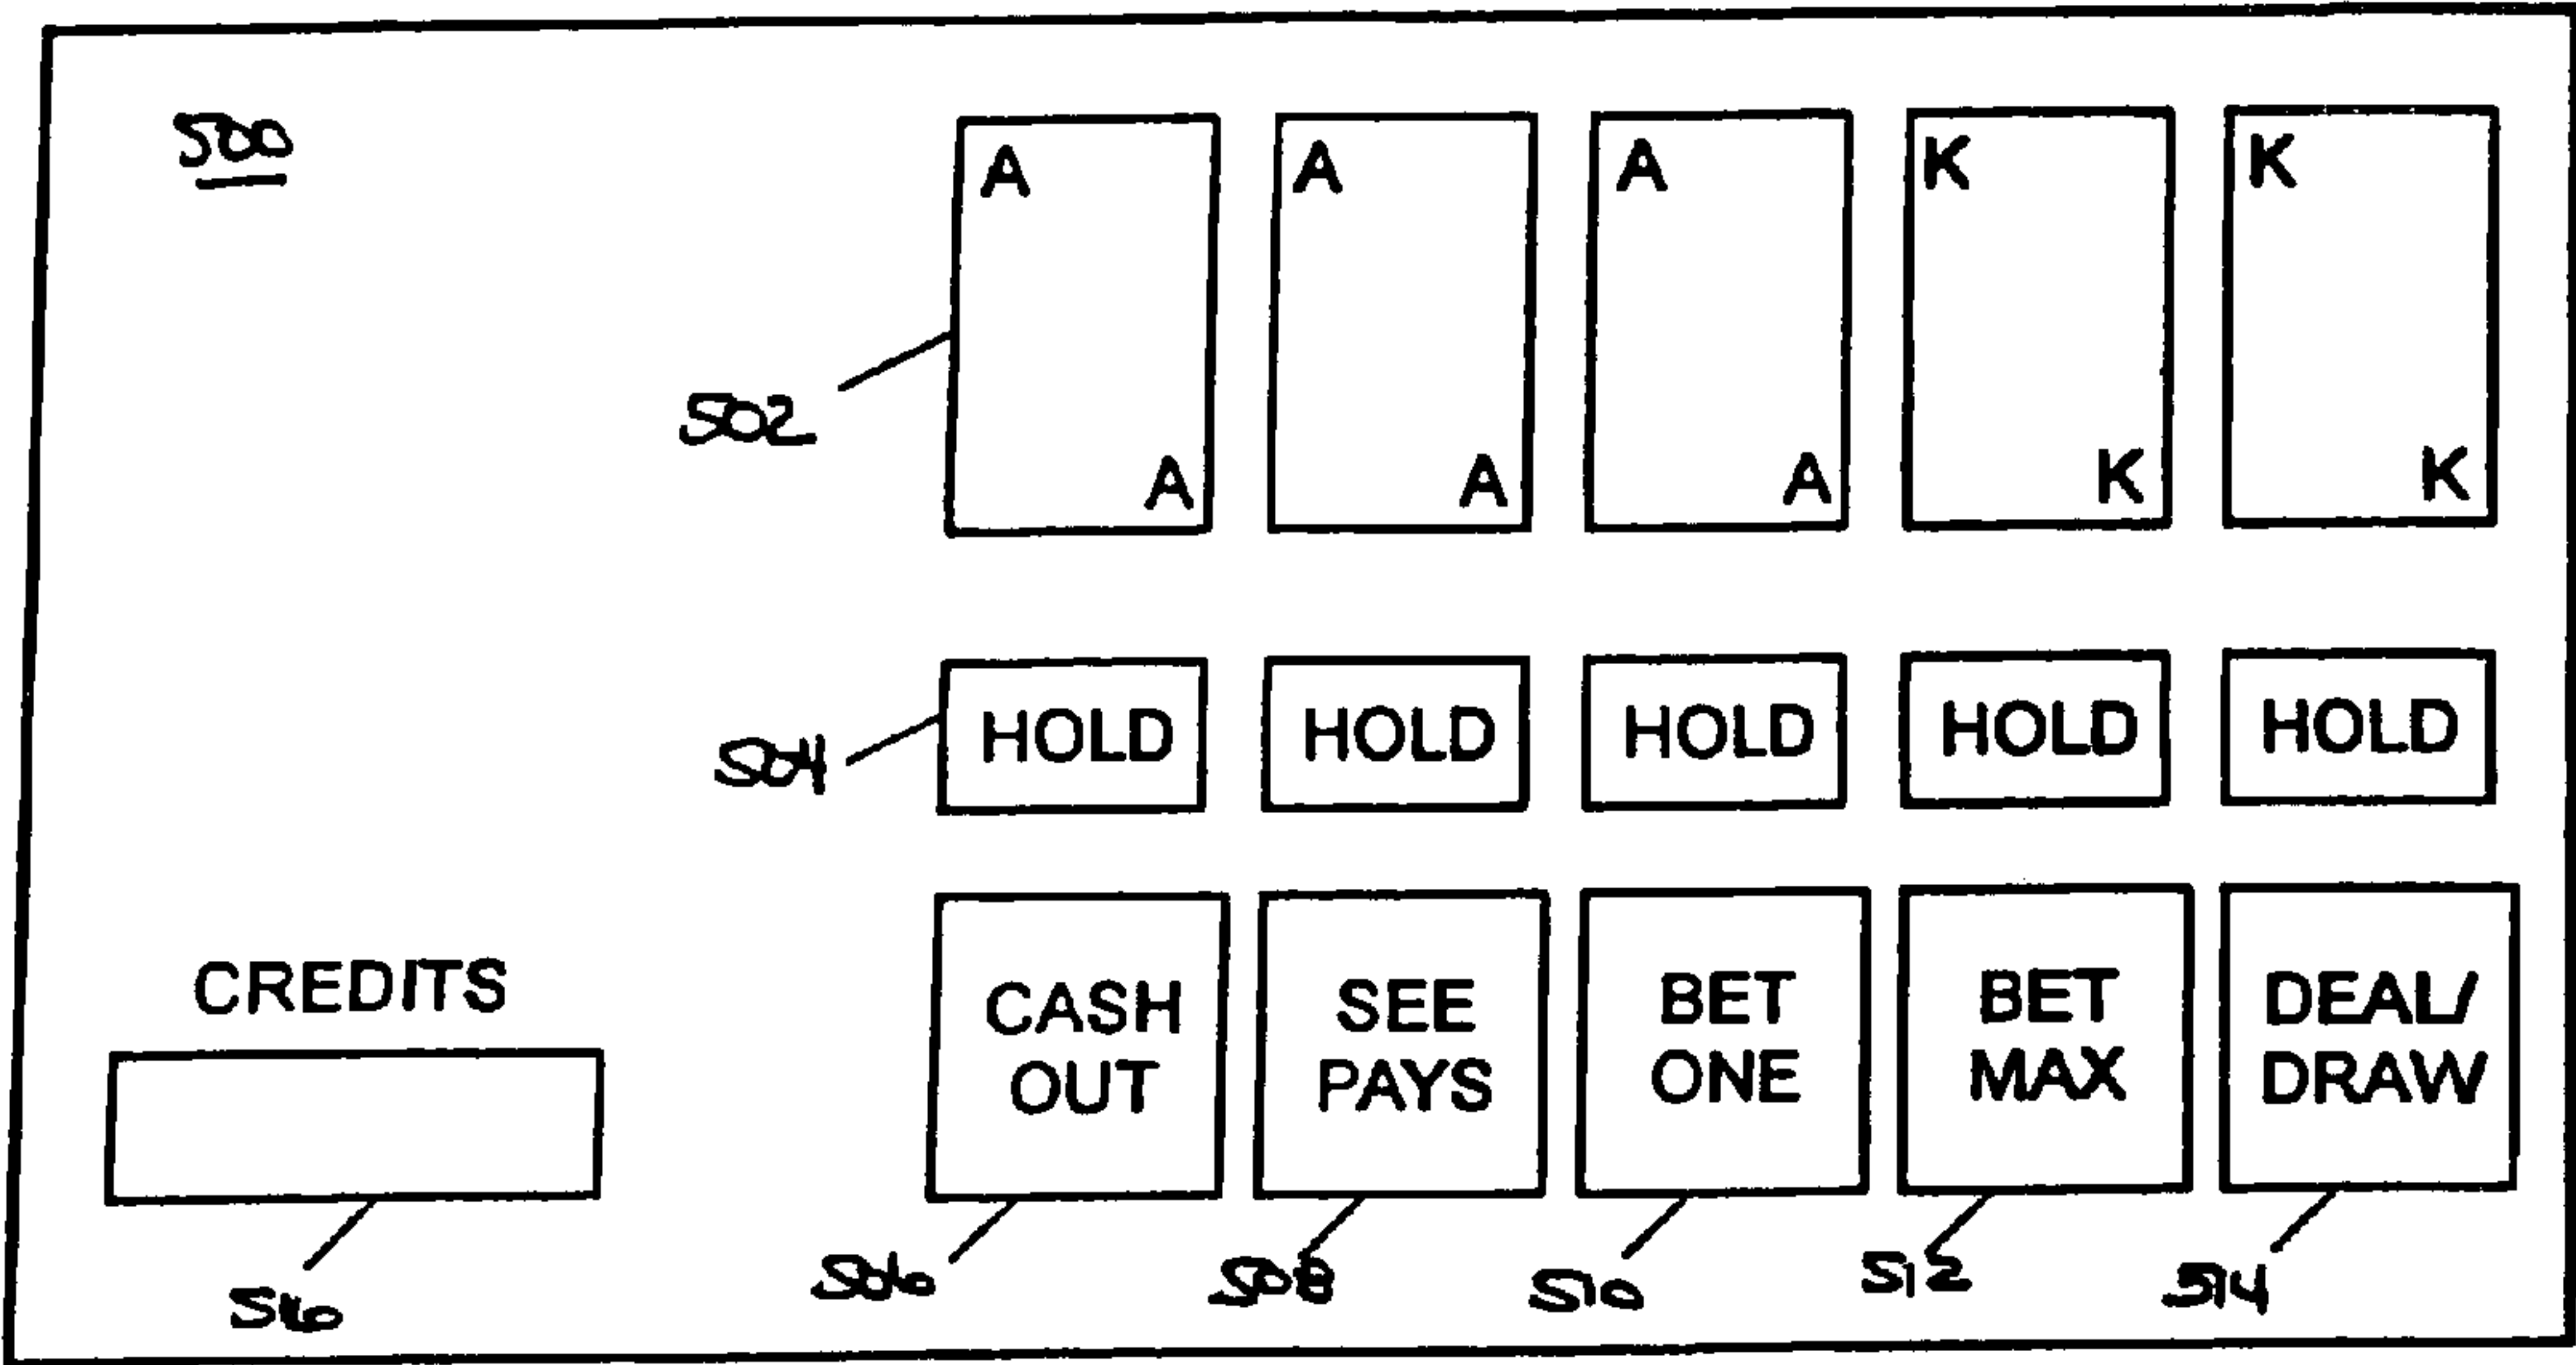 500
A A A K K
502
A A A K K
504
HOLD HOLD HOLD HOLD HOLD
CREDITS
CASH OUT
SEE PAYS
BET ONE
BET MAX
DEAL/ DRAW
516
506
508
510
512
514